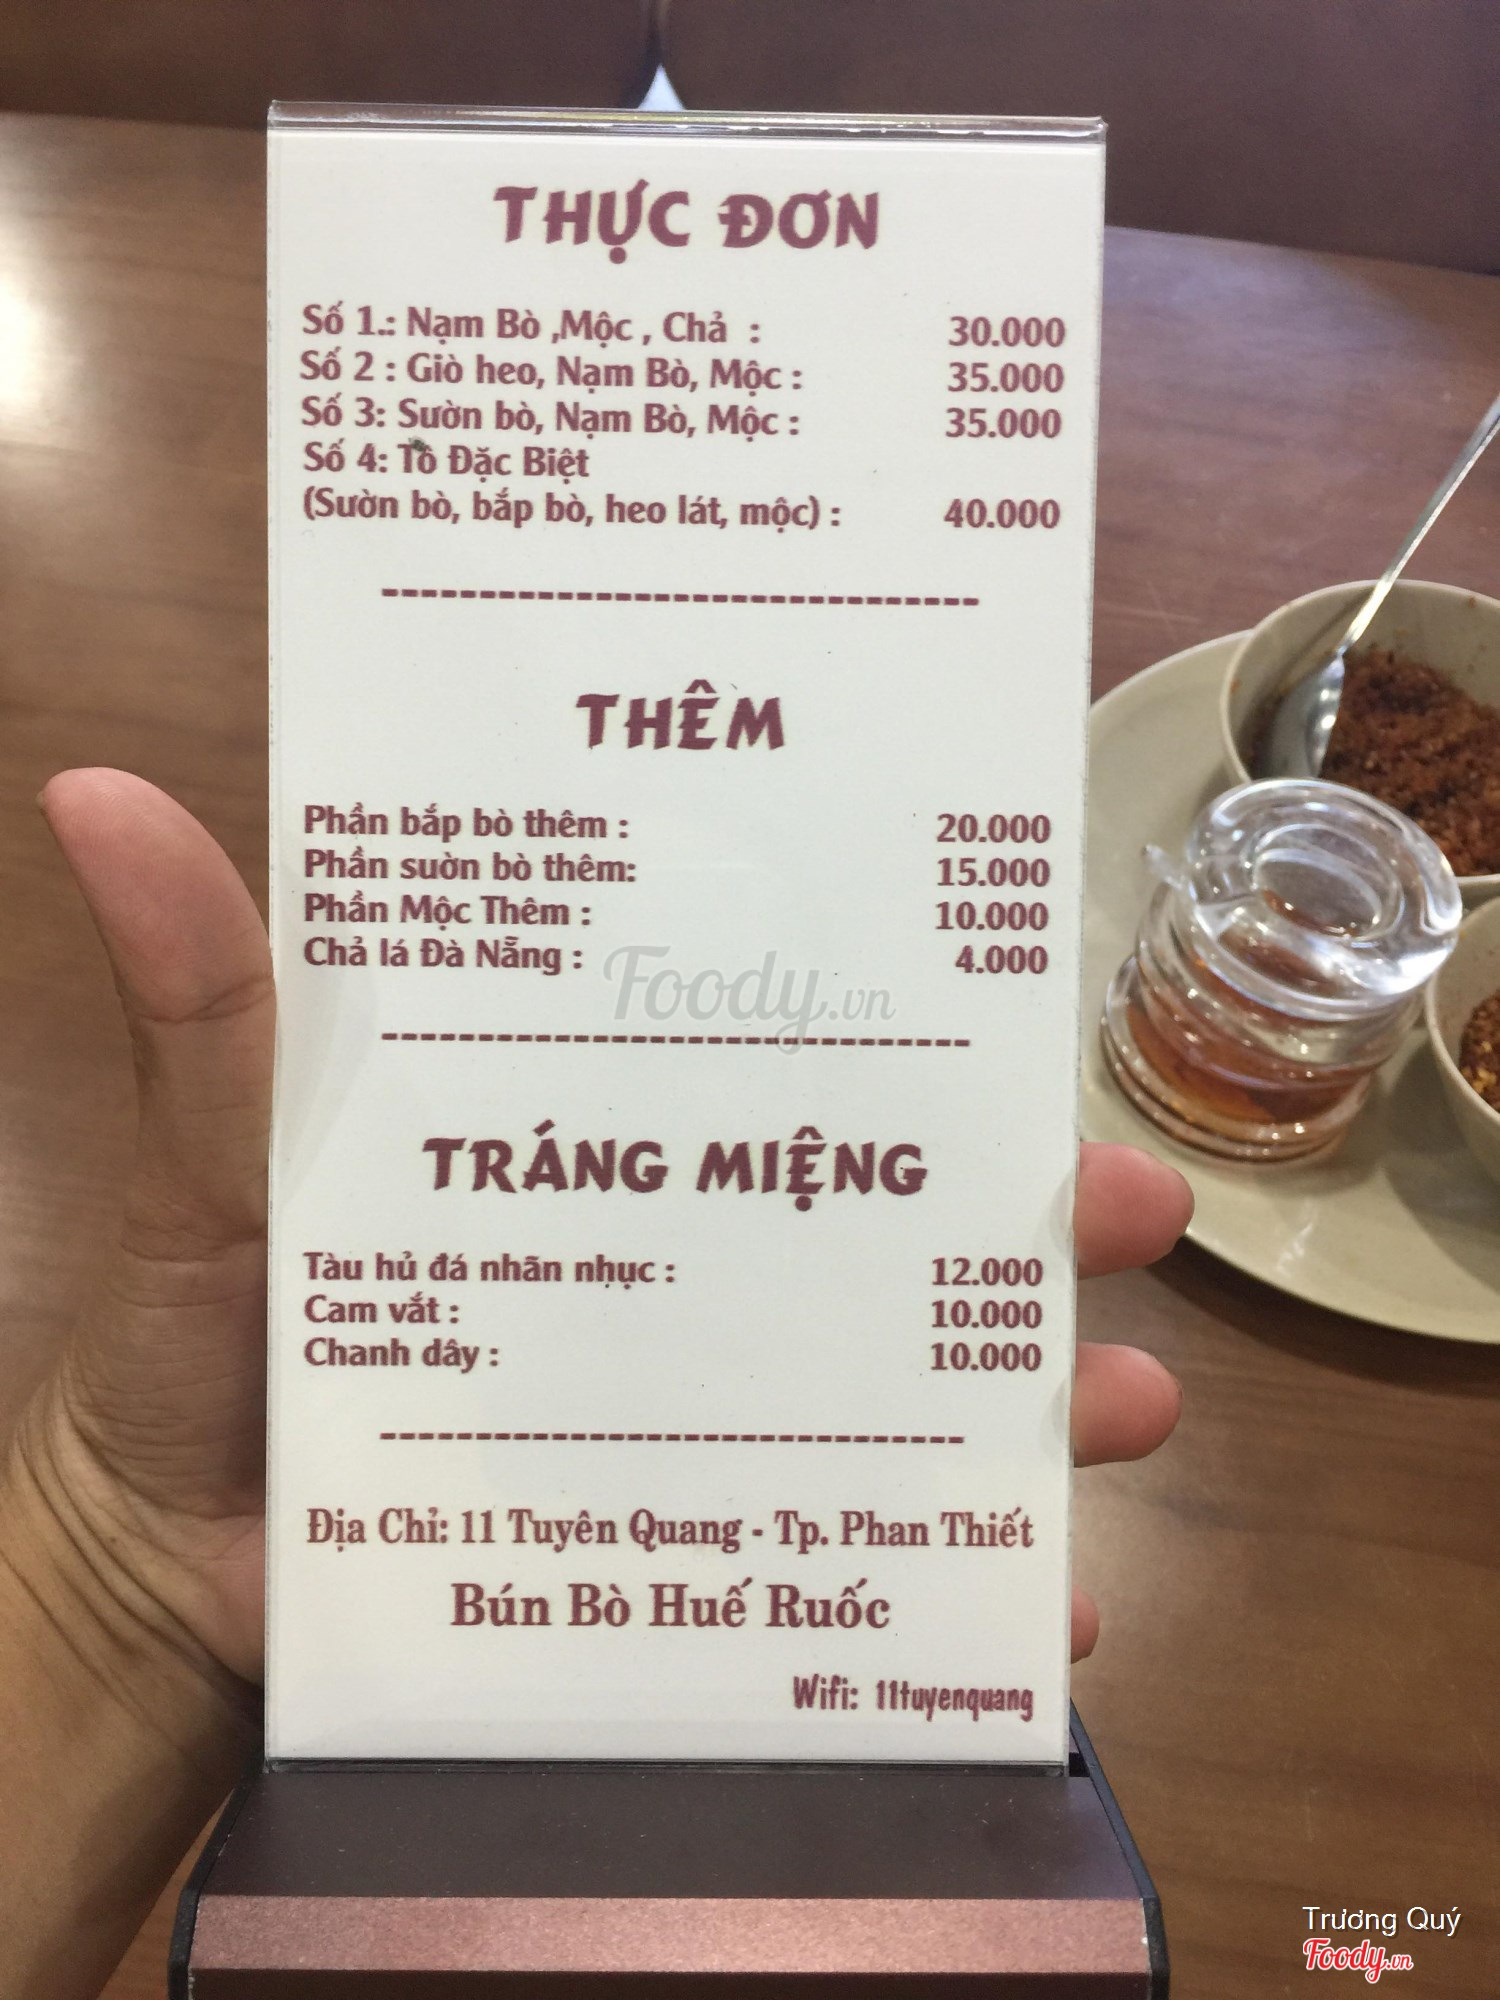 THỰC ĐƠN
Số 1.: Nạm Bò ,Mộc , Chả : 30.000
Số 2 : Giò heo, Nạm Bò, Mộc : 35.000
Số 3: Sườn bò, Nạm Bò, Mộc : 35.000
Số 4: Tô Đặc Biệt
(Sườn bò, bắp bò, heo lát, mộc) : 40.000
--------------------------------
THÊM
Phần bắp bò thêm : 20.000
Phần sườn bò thêm: 15.000
Phần Mộc Thêm : 10.000
Chả lá Đà Nẵng : 4.000
Foody.vn
--------------------------------
TRÁNG MIỆNG
Tàu hủ đá nhãn nhục : 12.000
Cam vắt : 10.000
Chanh dây : 10.000
--------------------------------
Địa Chỉ: 11 Tuyên Quang - Tp. Phan Thiết
Bún Bò Huế Ruốc
Wifi: 11tuyenquang
Trương Quý
Foody.vn